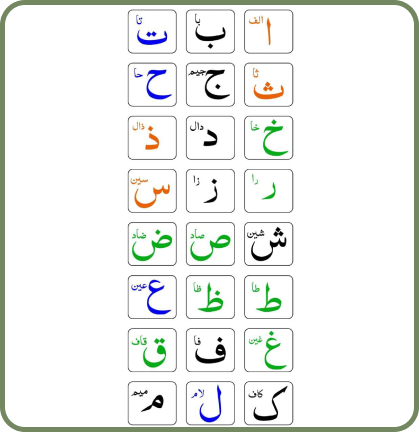 الف ا با ب تا ت
ثا ث جیم ج حا ح
خا خ دال د ذال ذ
را ر زا ز سین س
شین ش صاد ص ضاد ض
طا ط ظا ظ عین ع
غین غ فا ف قاف ق
کاف ک لام ل میم م